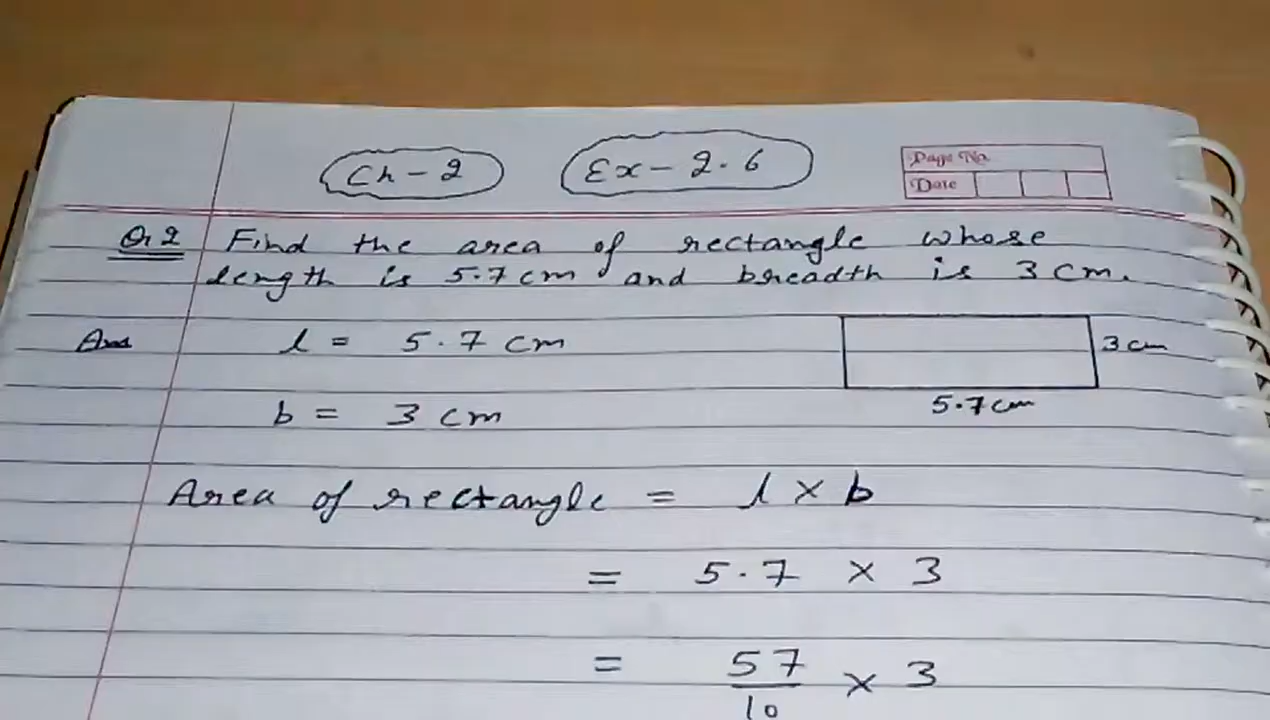 Ch-2 Ex-2.6
Page No.
Date
Q.2 Find the area of rectangle whose
length is 5.7 cm and breadth is 3 cm.
Ans l = 5.7 cm
3 cm
5.7 cm
b = 3 cm
Area of rectangle = l × b
= 5.7 × 3
= 57/10 × 3